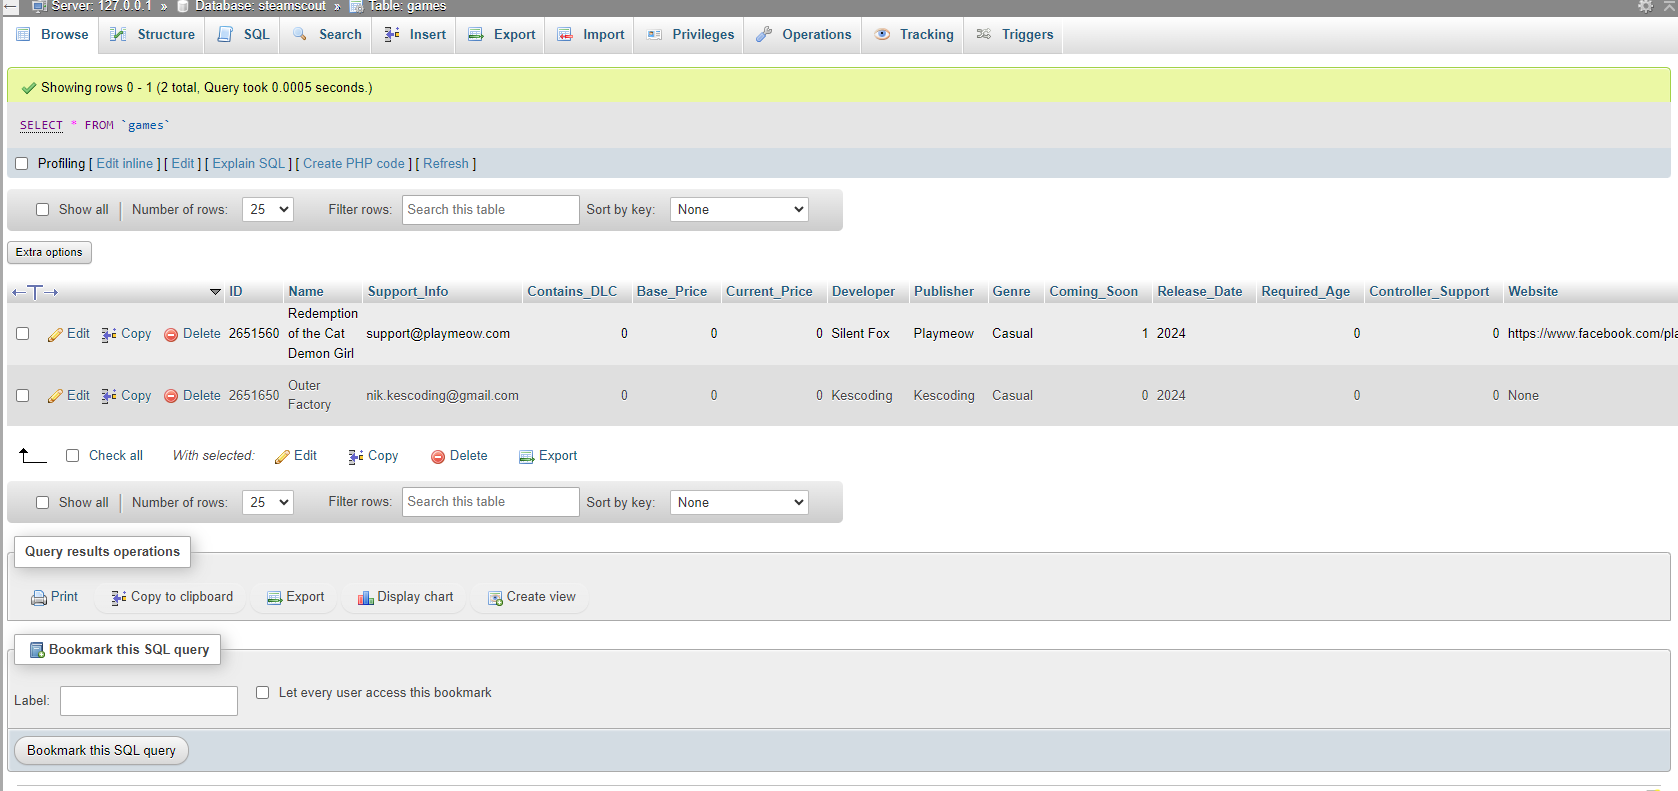 Server: 127.0.0.1 » Database: steamscout » Table: games
Browse Structure SQL Search Insert Export Import Privileges Operations Tracking Triggers
Showing rows 0 - 1 (2 total, Query took 0.0005 seconds.)
SELECT * FROM `games`
Profiling [ Edit inline ] [ Edit ] [ Explain SQL ] [ Create PHP code ] [ Refresh ]
Show all Number of rows: 25 Filter rows: Search this table Sort by key: None
Extra options
ID Name Support_Info Contains_DLC Base_Price Current_Price Developer Publisher Genre Coming_Soon Release_Date Required_Age Controller_Support Website
Redemption
Edit Copy Delete 2651560 of the Cat support@playmeow.com 0 0 0 Silent Fox Playmeow Casual 1 2024 0 0 https://www.facebook.com/pla
Demon Girl
Outer
Edit Copy Delete 2651650 nik.kescoding@gmail.com 0 0 0 Kescoding Kescoding Casual 0 2024 0 0 None
Factory
Check all With selected: Edit Copy Delete Export
Show all Number of rows: 25 Filter rows: Search this table Sort by key: None
Query results operations
Print Copy to clipboard Export Display chart Create view
Bookmark this SQL query
Label: Let every user access this bookmark
Bookmark this SQL query